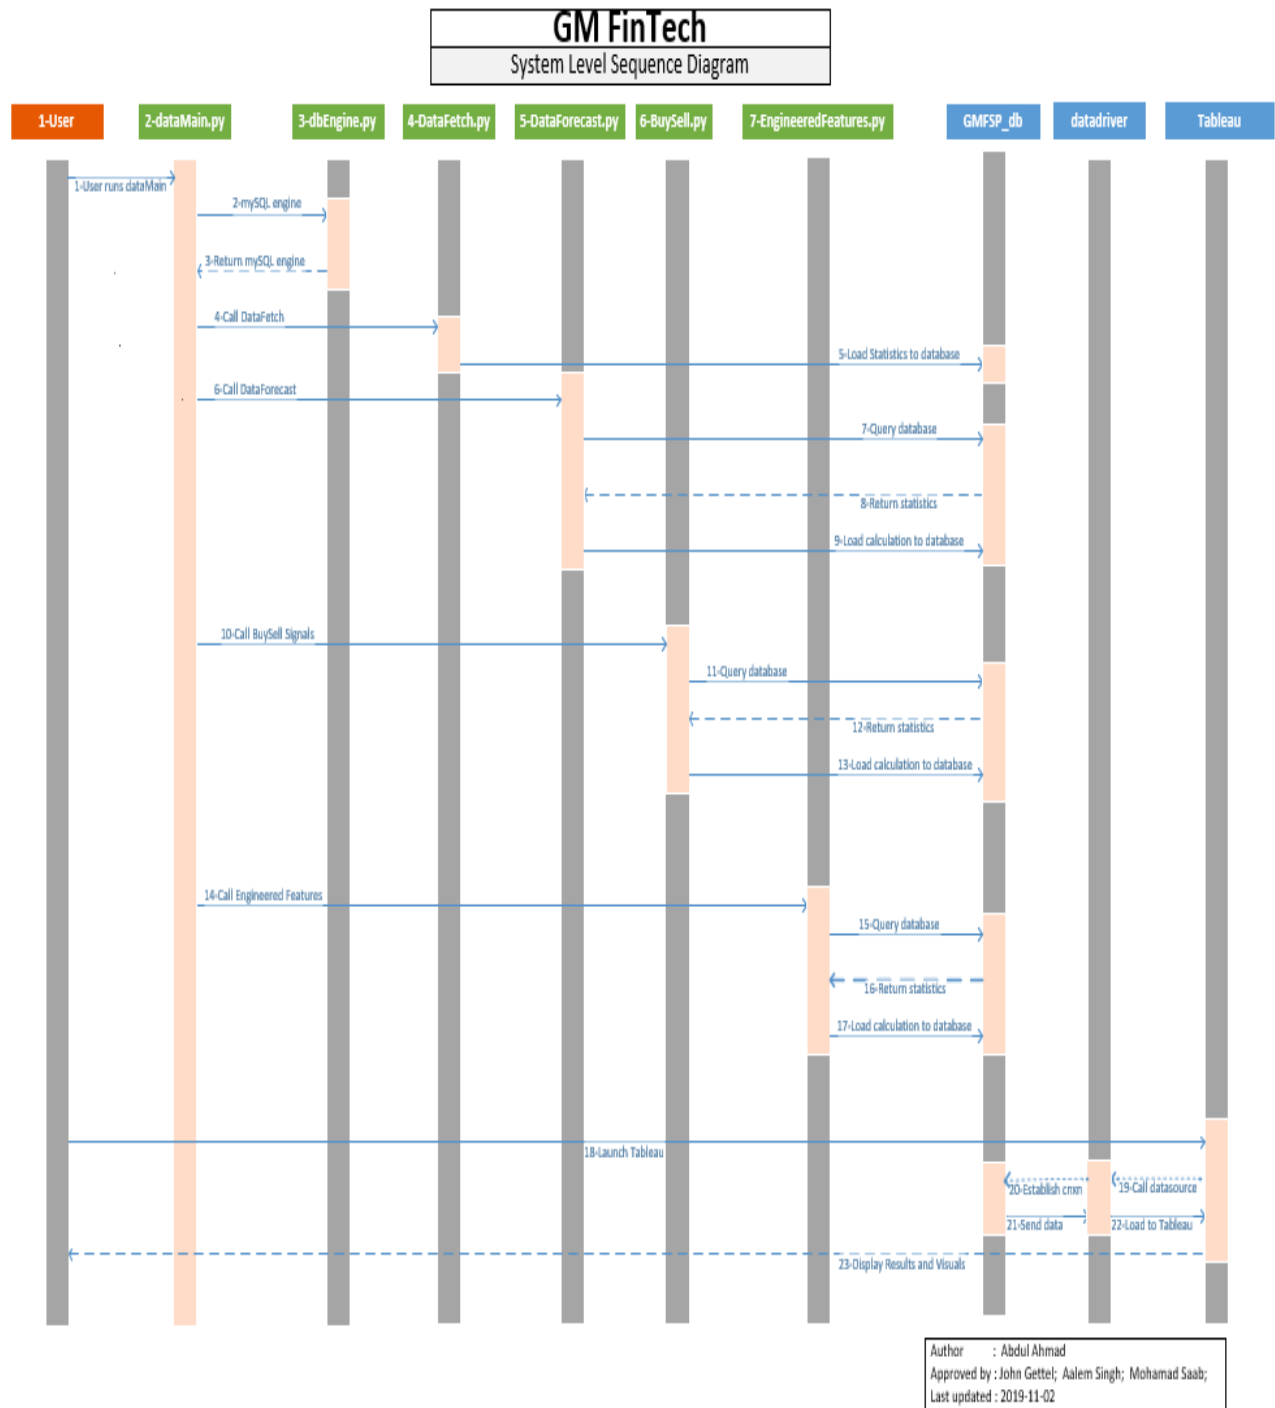 GM FinTech
System Level Sequence Diagram
1-User
2-dataMain.py
3-dbEngine.py
4-DataFetch.py
5-DataForecast.py
6-BuySell.py
7-EngineeredFeatures.py
GMFSP_db
datadriver
Tableau
1-User runs dataMain
2-mySQL engine
3-Return mySQL engine
4-Call DataFetch
5-Load Statistics to database
6-Call DataForecast
7-Query database
8-Return statistics
9-Load calculation to database
10-Call BuySell Signals
11-Query database
12-Return statistics
13-Load calculation to database
14-Call Engineered Features
15-Query database
16-Return statistics
17-Load calculation to database
18-Launch Tableau
20-Establish cnxn
19-Call datasource
21-Send data
22-Load to Tableau
23-Display Results and Visuals
Author : Abdul Ahmad
Approved by : John Gettel; Aalem Singh; Mohamad Saab;
Last updated : 2019-11-02